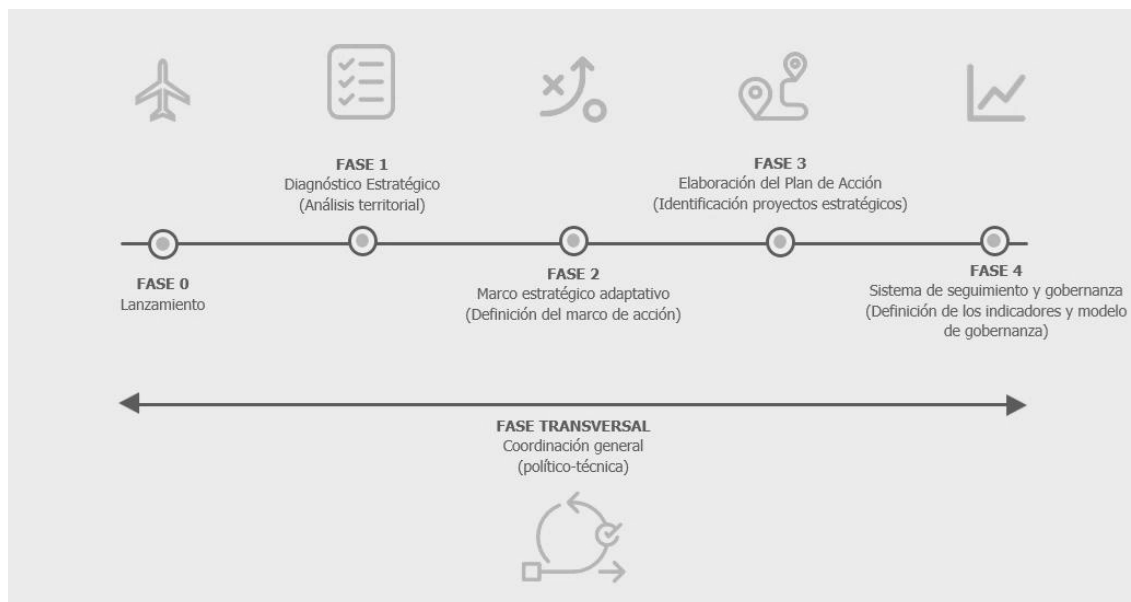 FASE 1
Diagnóstico Estratégico
(Análisis territorial)
FASE 3
Elaboración del Plan de Acción
(Identificación proyectos estratégicos)
FASE 0
Lanzamiento
FASE 2
Marco estratégico adaptativo
(Definición del marco de acción)
FASE 4
Sistema de seguimiento y gobernanza
(Definición de los indicadores y modelo
de gobernanza)
FASE TRANSVERSAL
Coordinación general
(político-técnica)